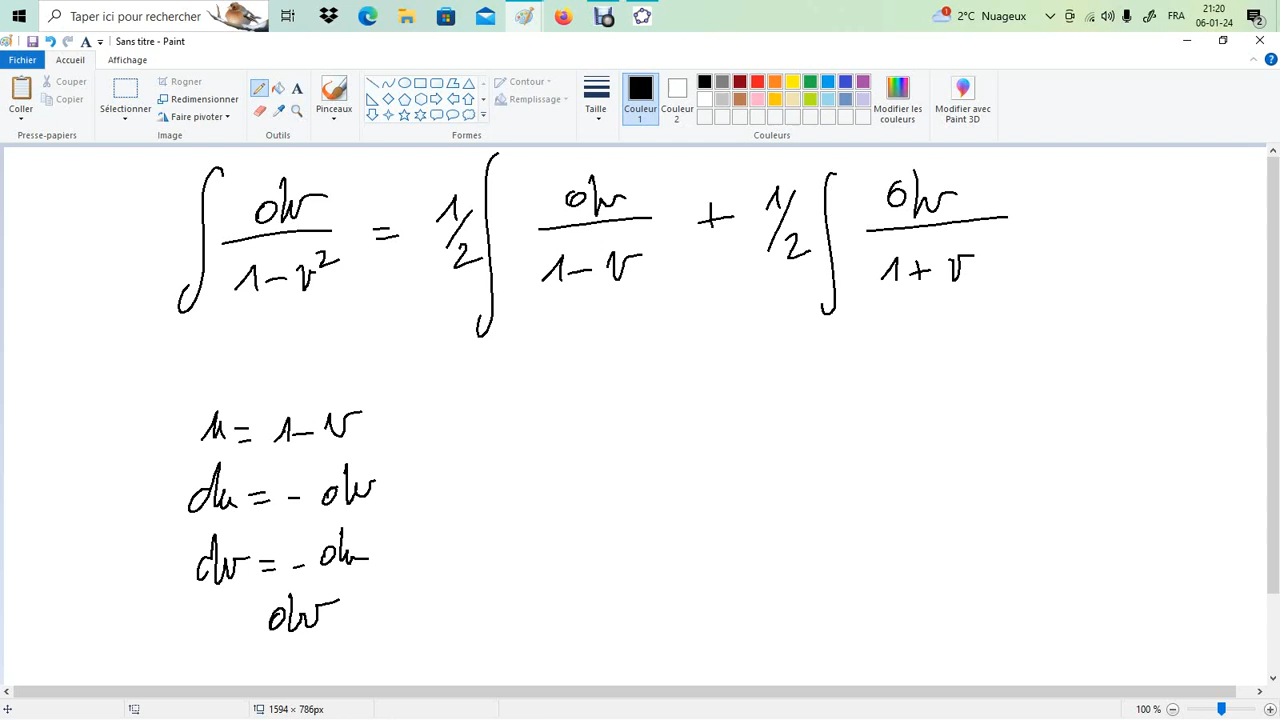 Taper ici pour rechercher 2°C Nuageux FRA 21:20 06-01-24 2
Sans titre - Paint
Fichier Accueil Affichage
Coller Couper Copier Sélectionner Rogner Redimensionner Faire pivoter A Pinceaux Contour Remplissage Taille Couleur 1 Couleur 2 Modifier les couleurs Modifier avec Paint 3D
Presse-papiers Image Outils Formes Couleurs
∫ dv/(1-v²) = 1/2 ∫ dv/(1-v) + 1/2 ∫ dv/(1+v)
u = 1-v
du = - dv
dv = - du
dv
1594 × 786px 100 %